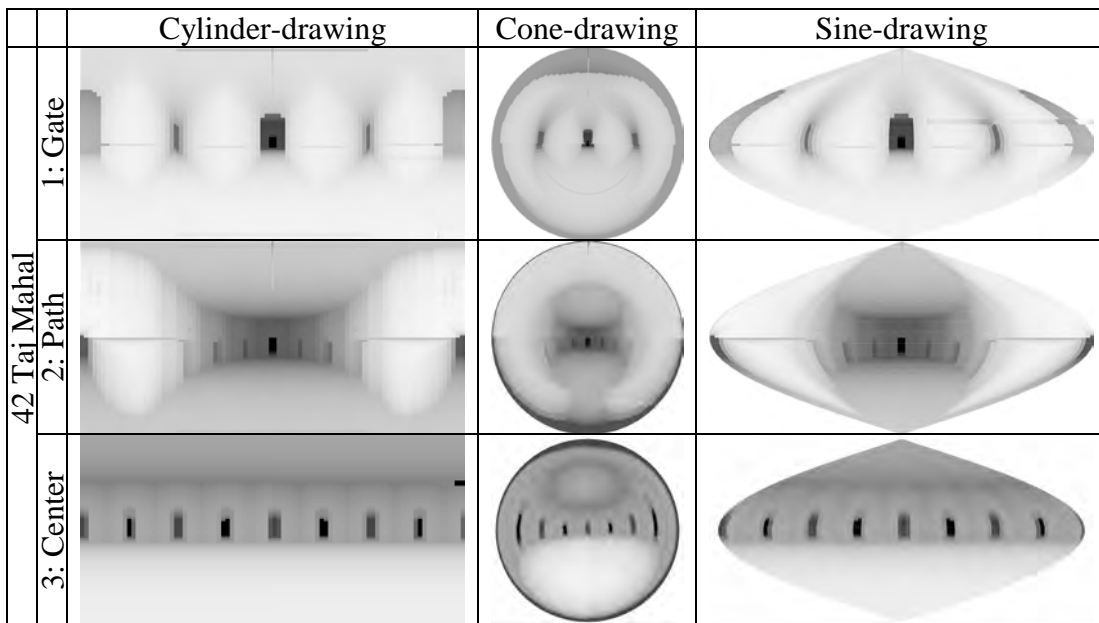 Cylinder-drawing Cone-drawing Sine-drawing
42 Taj Mahal
1: Gate
2: Path
3: Center